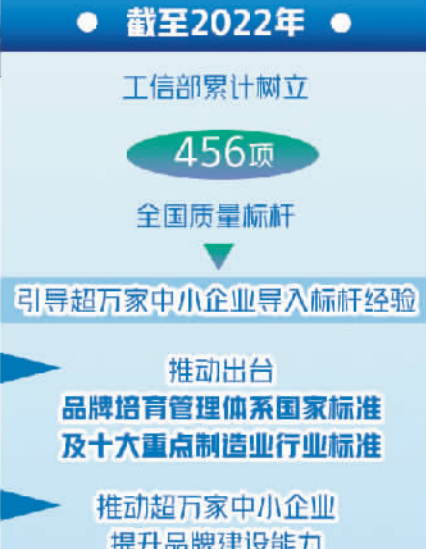 截至2022年
工信部累计树立
456项
全国质量标杆
引导超万家中小企业导入标杆经验
推动出台
品牌培育管理体系国家标准
及十大重点制造业行业标准
推动超万家中小企业
提升品牌建设能力